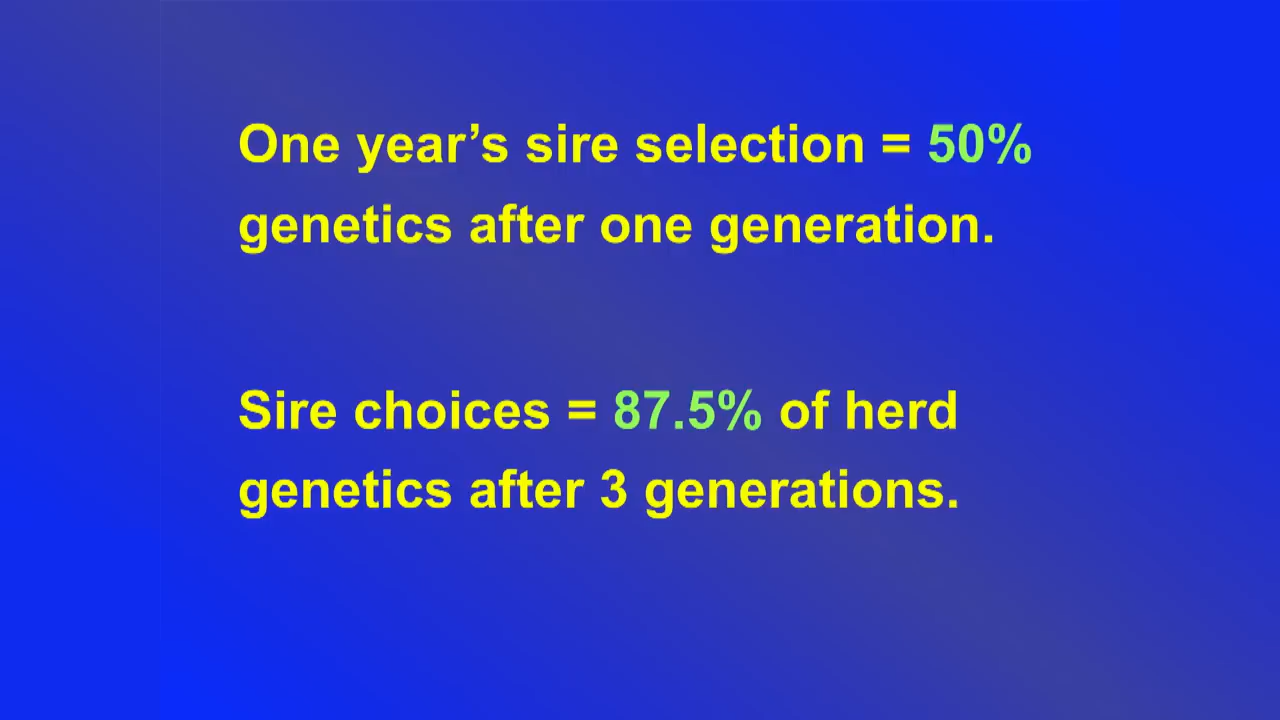 One year’s sire selection = 50%
genetics after one generation.
Sire choices = 87.5% of herd
genetics after 3 generations.